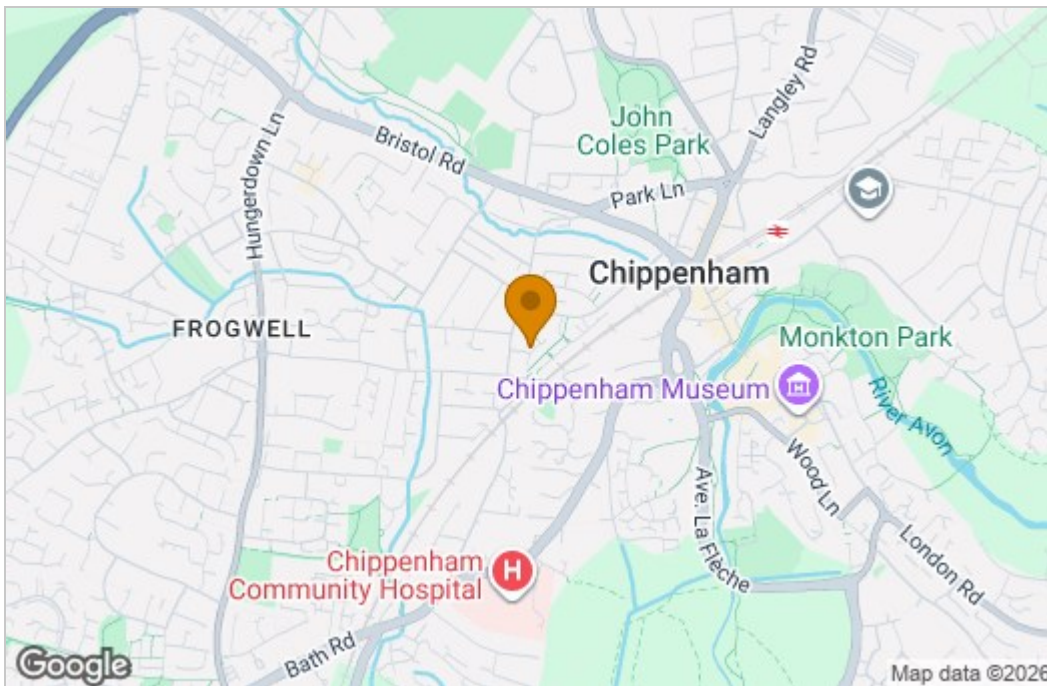 Hungerdown Ln
Bristol Rd
John
Coles Park
Langley Rd
Park Ln
Chippenham
FROGWELL
Monkton Park
Chippenham Museum
River Avon
Wood Ln
Ave. La Flèche
London Rd
Chippenham
Community Hospital
H
Bath Rd
Google
Map data ©2026